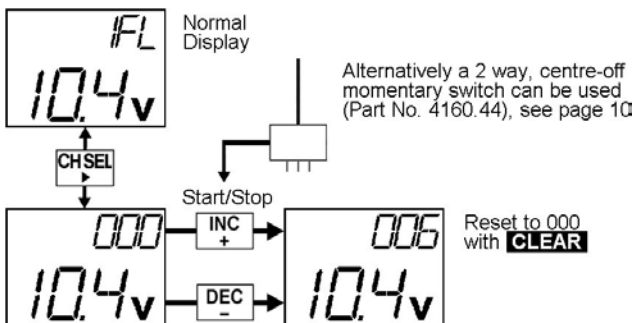 1FL
10.4v
Normal
Display
Alternatively a 2 way, centre-off
momentary switch can be used
(Part No. 4160.44), see page 10
CH SEL
Start/Stop
000
10.4v
INC
+
DEC
–
006
10.4v
Reset to 000
with CLEAR